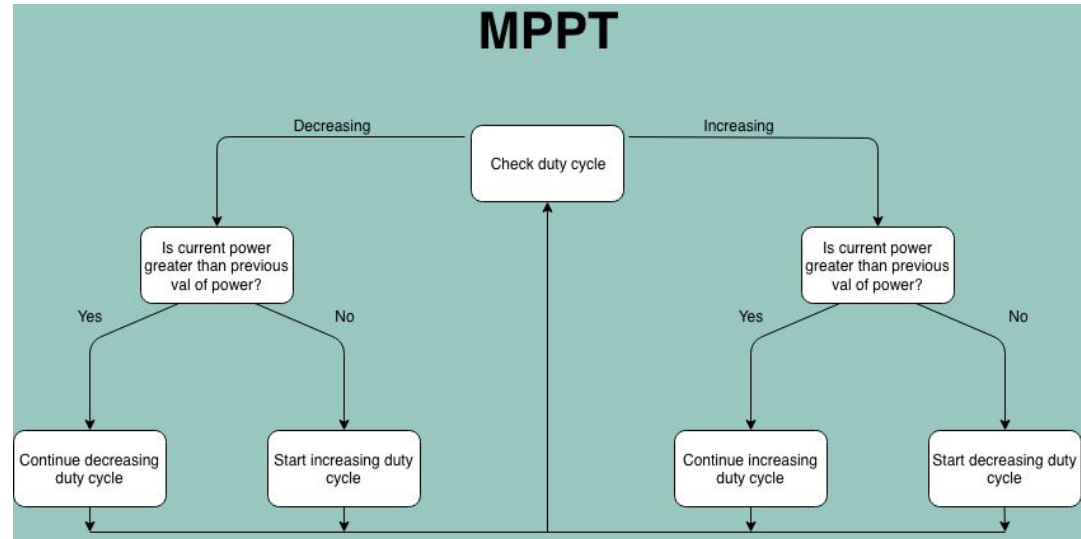 MPPT
Decreasing
Increasing
Check duty cycle
Is current power
greater than previous
val of power?
Is current power
greater than previous
val of power?
Yes
No
Yes
No
Continue decreasing
duty cycle
Start increasing duty
cycle
Continue increasing
duty cycle
Start decreasing duty
cycle